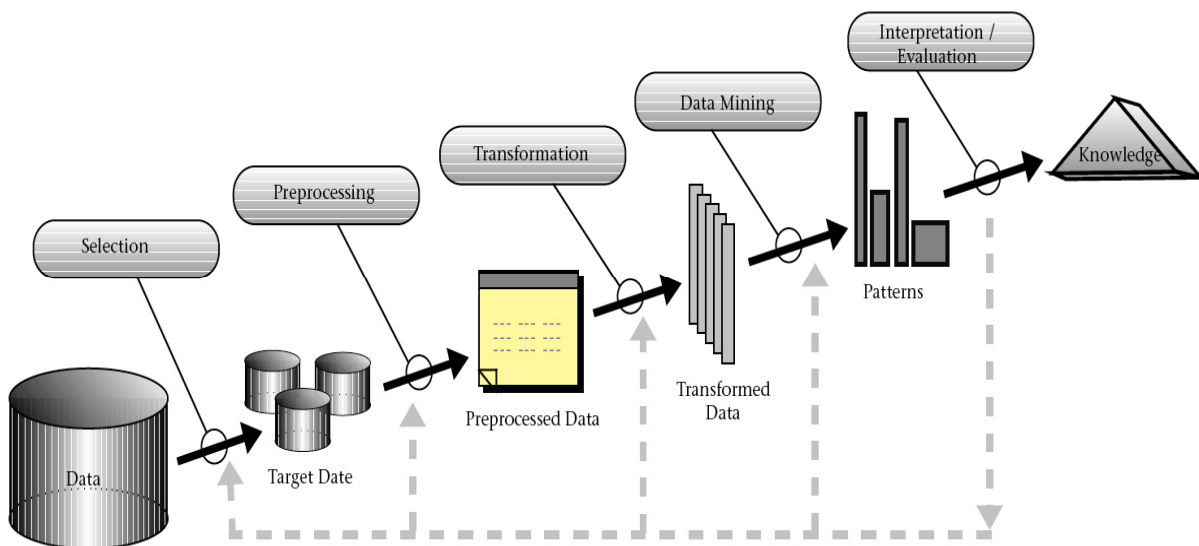 Interpretation /
Evaluation
Data Mining
Transformation
Preprocessing
Selection
Knowledge
Patterns
Transformed
Data
Preprocessed Data
Target Date
Data